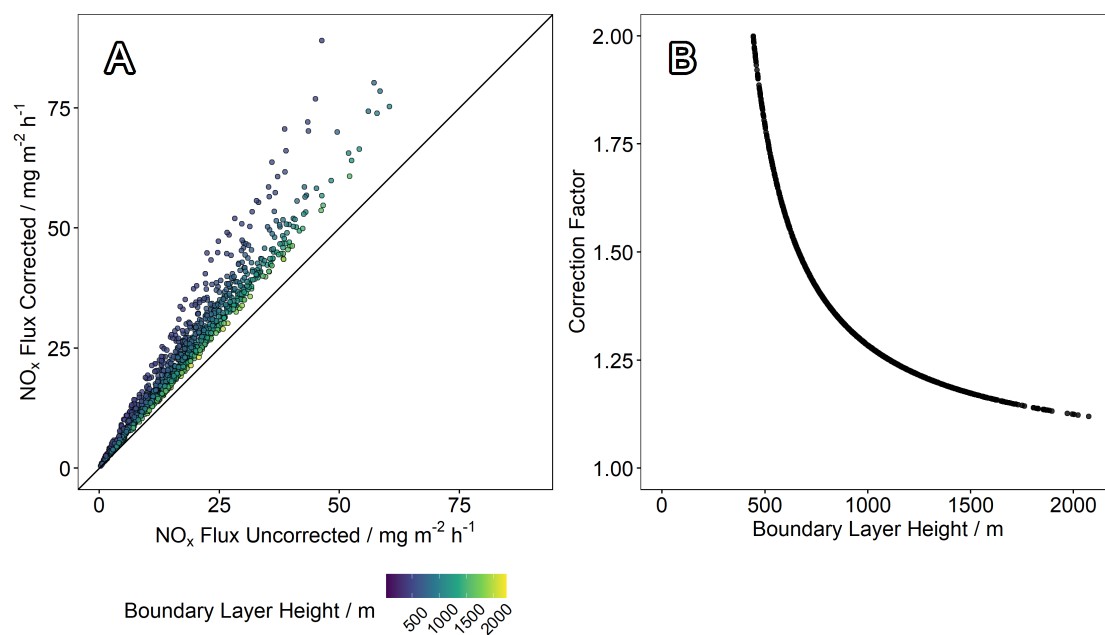 A
NOₓ Flux Corrected / mg m⁻² h⁻¹
75
50
25
0
0 25 50 75
NOₓ Flux Uncorrected / mg m⁻² h⁻¹
Boundary Layer Height / m
500 1000 1500 2000
B
Correction Factor
2.00
1.75
1.50
1.25
1.00
0 500 1000 1500 2000
Boundary Layer Height / m